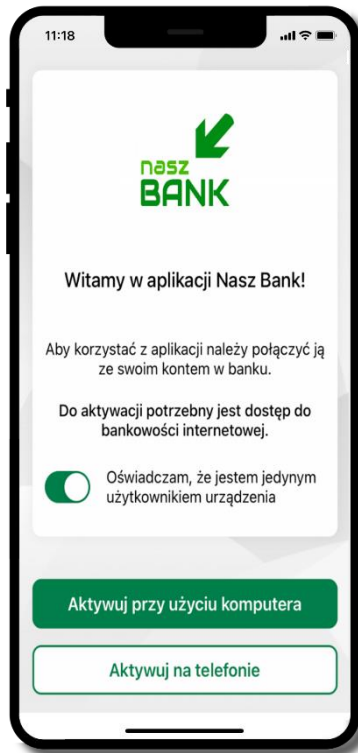 11:18
nasz
BANK
Witamy w aplikacji Nasz Bank!
Aby korzystać z aplikacji należy połączyć ją
ze swoim kontem w banku.
Do aktywacji potrzebny jest dostęp do
bankowości internetowej.
Oświadczam, że jestem jedynym
użytkownikiem urządzenia
Aktywuj przy użyciu komputera
Aktywuj na telefonie